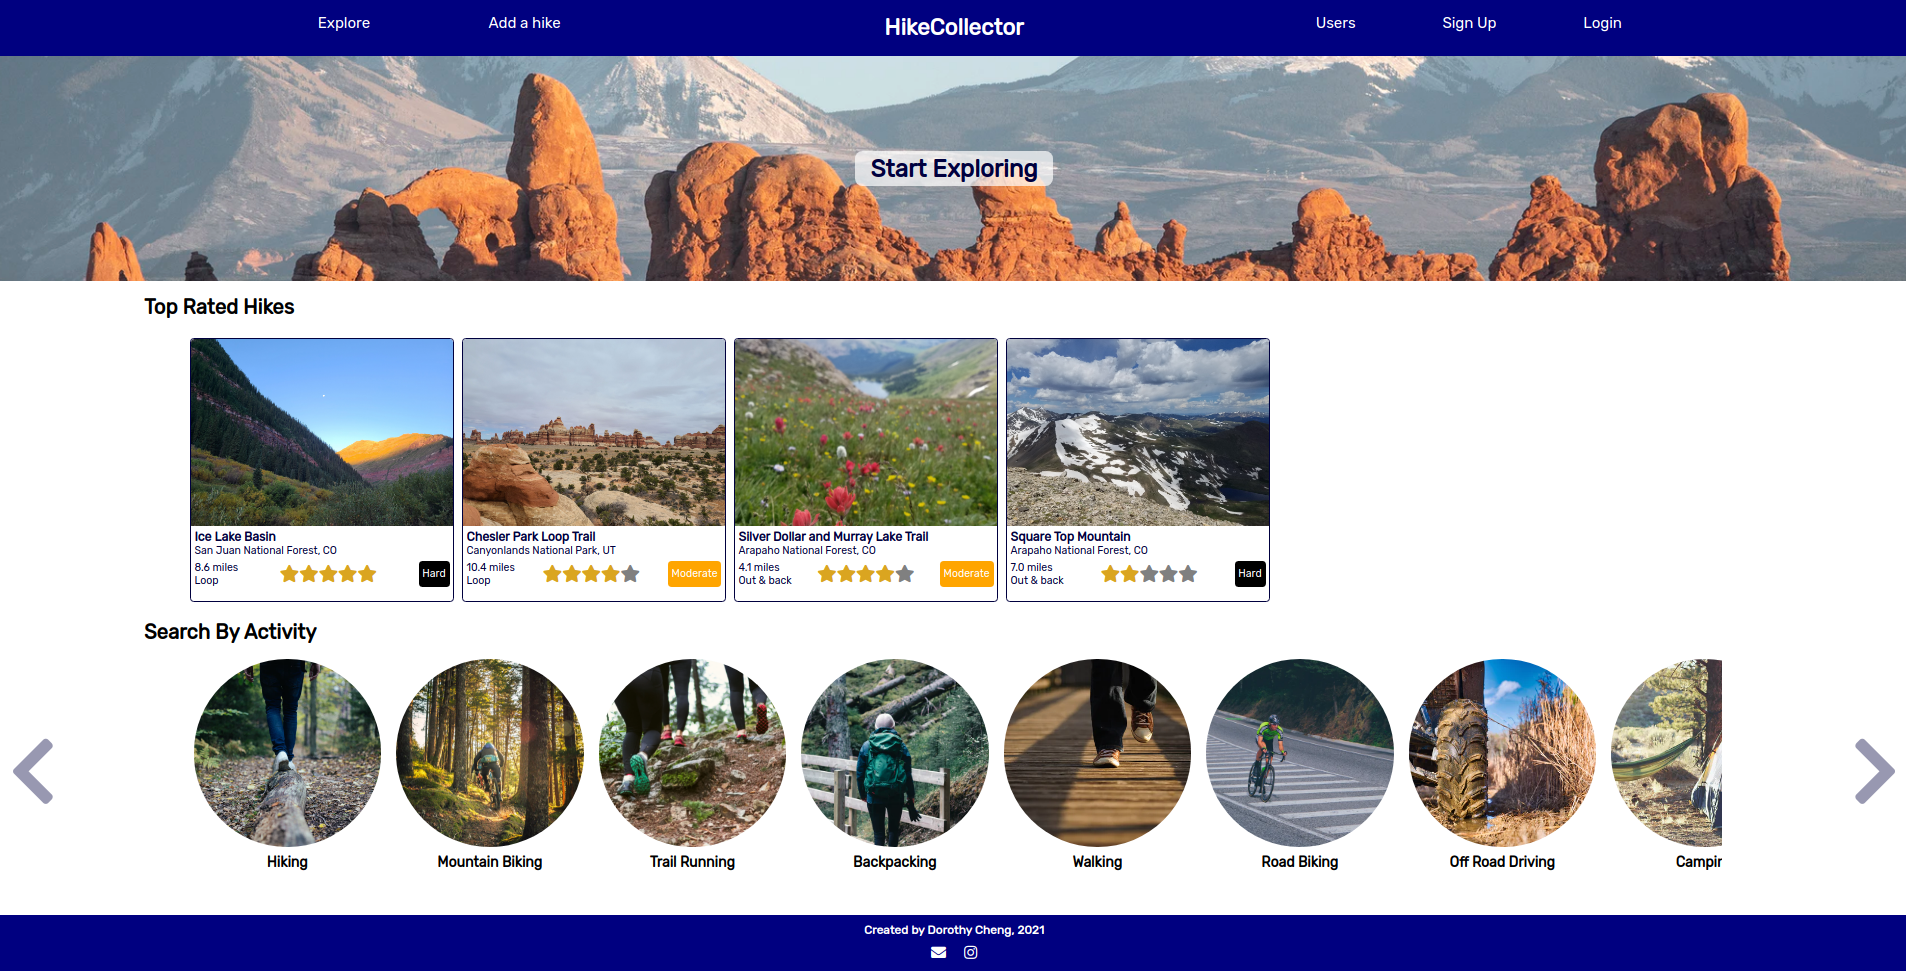 Explore
Add a hike
HikeCollector
Users
Sign Up
Login
Start Exploring
Top Rated Hikes
Ice Lake Basin
San Juan National Forest, CO
8.6 miles
Loop
Hard
Chesler Park Loop Trail
Canyonlands National Park, UT
10.4 miles
Loop
Moderate
Silver Dollar and Murray Lake Trail
Arapaho National Forest, CO
4.1 miles
Out & back
Moderate
Square Top Mountain
Arapaho National Forest, CO
7.0 miles
Out & back
Hard
Search By Activity
Hiking
Mountain Biking
Trail Running
Backpacking
Walking
Road Biking
Off Road Driving
Campin
Created by Dorothy Cheng, 2021